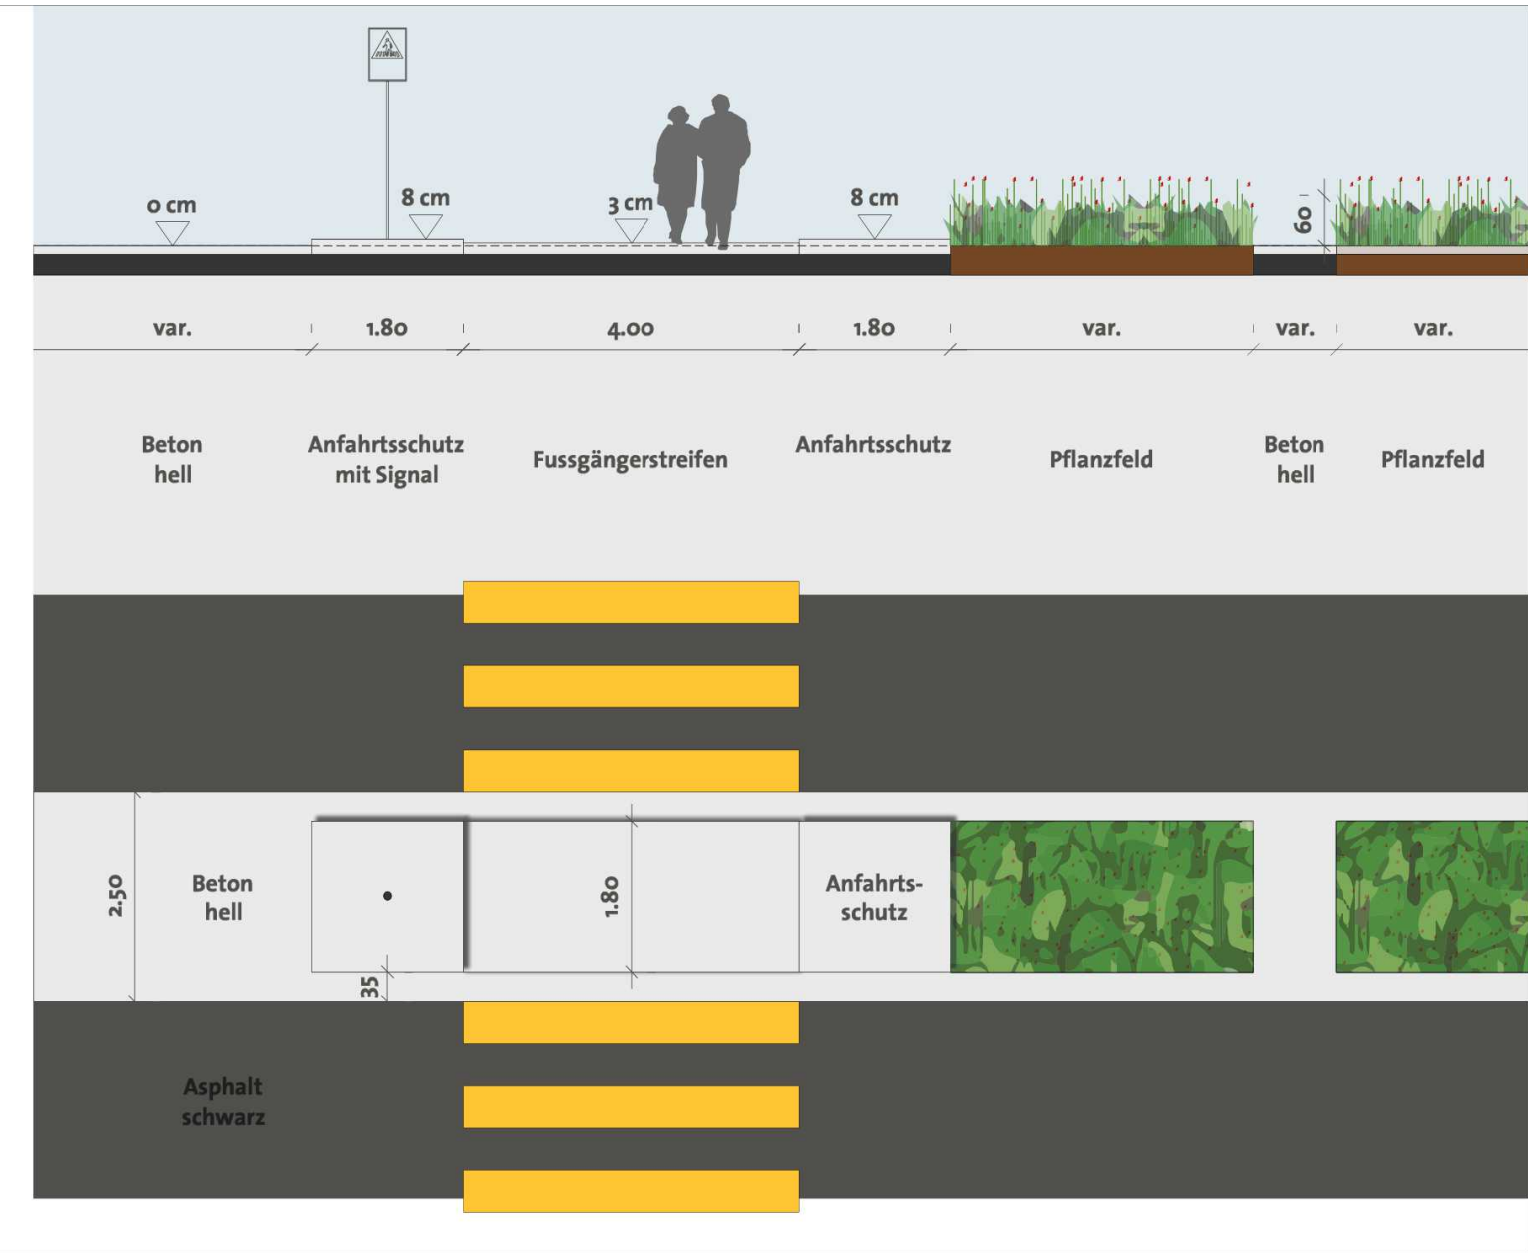 0 cm
8 cm
3 cm
8 cm
60
var.
1.80
4.00
1.80
var.
var.
var.
Beton
hell
Anfahrtsschutz
mit Signal
Fussgängerstreifen
Anfahrtsschutz
Pflanzfeld
Beton
hell
Pflanzfeld
2.50
Beton
hell
35
1.80
Anfahrts-
schutz
Asphalt
schwarz